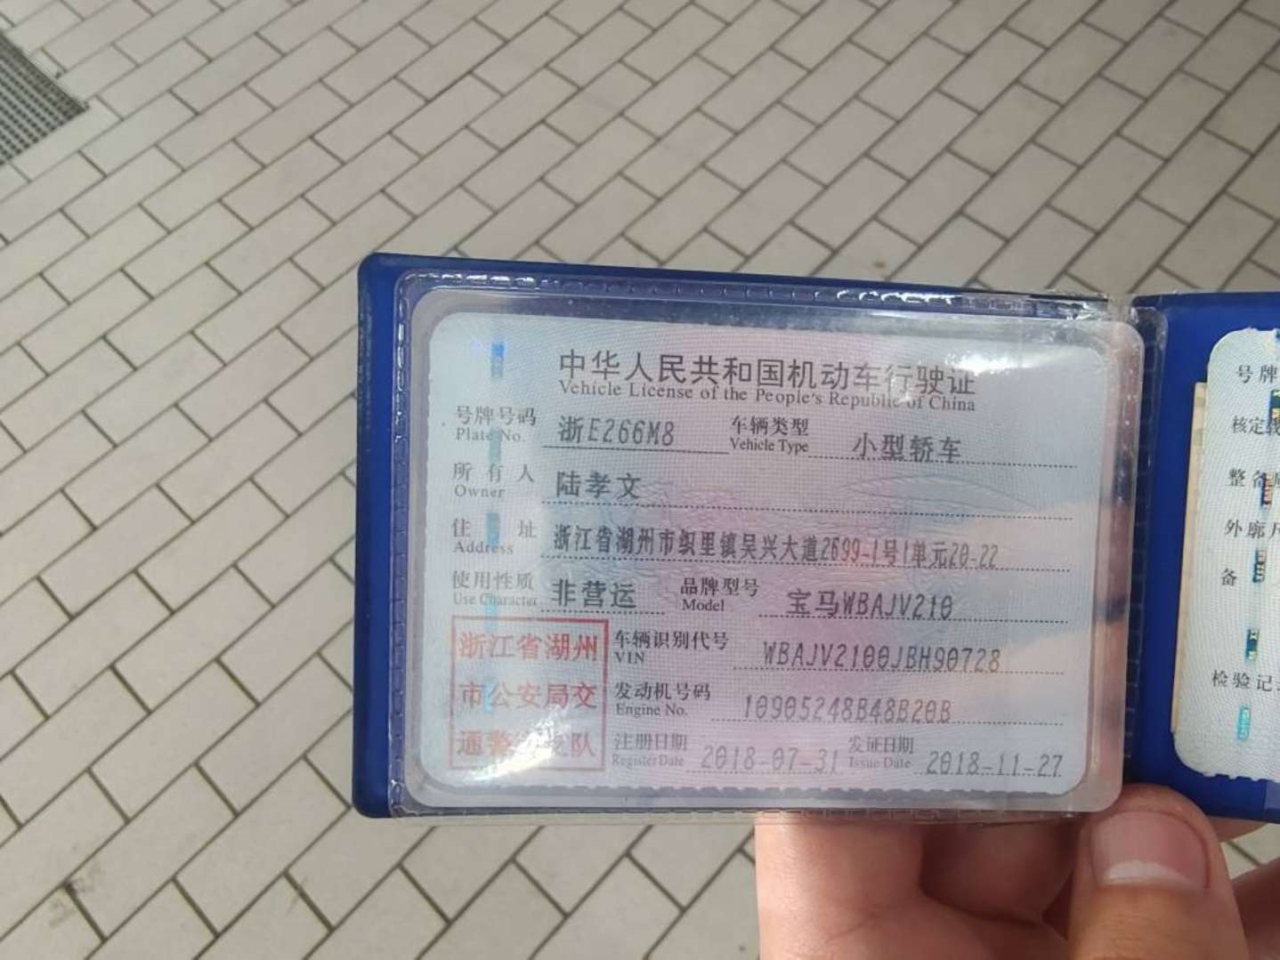 中华人民共和国机动车行驶证
Vehicle License of the People's Republic of China
号牌号码 浙E266M8 车辆类型 小型轿车
Plate No. Vehicle Type
所有人 陆孝文
Owner
住址 浙江省湖州市织里镇吴兴大道2699-1号1单元20-22
Address
使用性质 非营运 品牌型号 宝马WBAJV210
Use Character Model
浙江省湖州
市公安局交
通警察支队
车辆识别代号 WBAJV2100JBH90728
VIN
发动机号码 10905248B48B20B
Engine No.
注册日期 2018-07-31 发证日期 2018-11-27
Register Date Issue Date
号牌
核定
整备
外廓
备
检验记